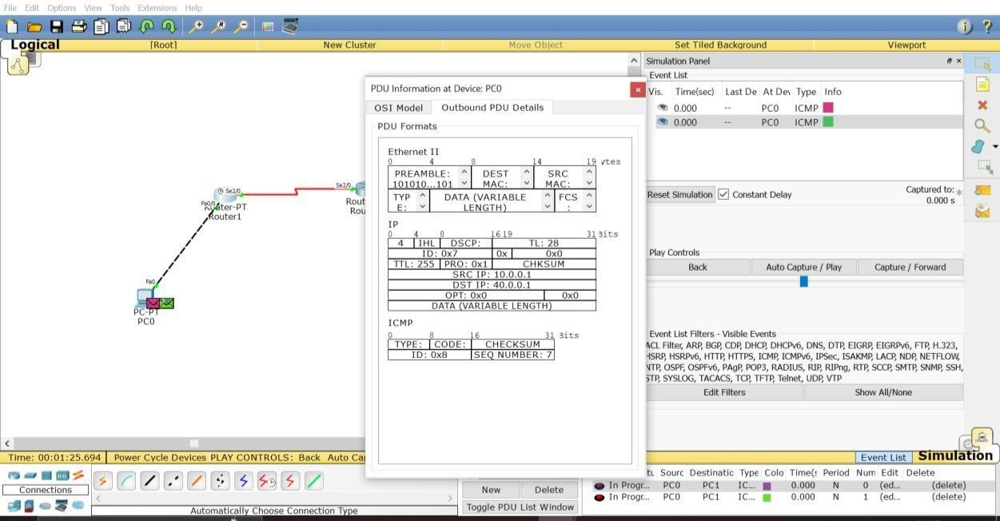 File Edit Options View Tools Extensions Help
Logical [Root] New Cluster Move Object Set Tiled Background Viewport
Simulation Panel
Event List
Vis. Time(sec) Last De At Dev Type Info
0.000 -- PC0 ICMP
0.000 -- PC0 ICMP
Reset Simulation Constant Delay Captured to: *
0.000 s
Play Controls
Back Auto Capture / Play Capture / Forward
Event List Filters - Visible Events
ACL Filter, ARP, BGP, CDP, DHCP, DHCPv6, DNS, DTP, EIGRP, EIGRPv6, FTP, H.323,
HSRP, HSRPv6, HTTP, HTTPS, ICMP, ICMPv6, IPSec, ISAKMP, LACP, NDP, NETFLOW,
NTP, OSPF, OSPFv6, PAgP, POP3, RADIUS, RIP, RIPng, RTP, SCCP, SMTP, SNMP, SSH,
STP, SYSLOG, TACACS, TCP, TFTP, Telnet, UDP, VTP
Edit Filters Show All/None
PDU Information at Device: PC0
OSI Model Outbound PDU Details
PDU Formats
Ethernet II
0 4 8 14 19 ytes
PREAMBLE: DEST SRC
101010...101 MAC: MAC:
TYP DATA (VARIABLE FCS
E: LENGTH) :
IP
0 4 8 16 19 31 Bits
4 IHL DSCP: TL: 28
ID: 0x7 0x 0x0
TTL: 255 PRO: 0x1 CHKSUM
SRC IP: 10.0.0.1
DST IP: 40.0.0.1
OPT: 0x0 0x0
DATA (VARIABLE LENGTH)
ICMP
0 8 16 31 Bits
TYPE: CODE: CHECKSUM
ID: 0x8 SEQ NUMBER: 7
Se2/0
Fa0/0
Router-PT
Router1
Se2/0
Rout
Rou
Fa0
PC-PT
PC0
Time: 00:01:25.694 Power Cycle Devices PLAY CONTROLS: Back Auto Ca
Event List Simulation
Connections
Automatically Choose Connection Type
New Delete
Toggle PDU List Window
Sourc Destinatic Type Colo Time(s Period Num Edit Delete
In Progr... PC0 PC1 IC... 0.000 N 0 (ed... (delete)
In Progr... PC0 PC1 IC... 0.000 N 1 (ed... (delete)